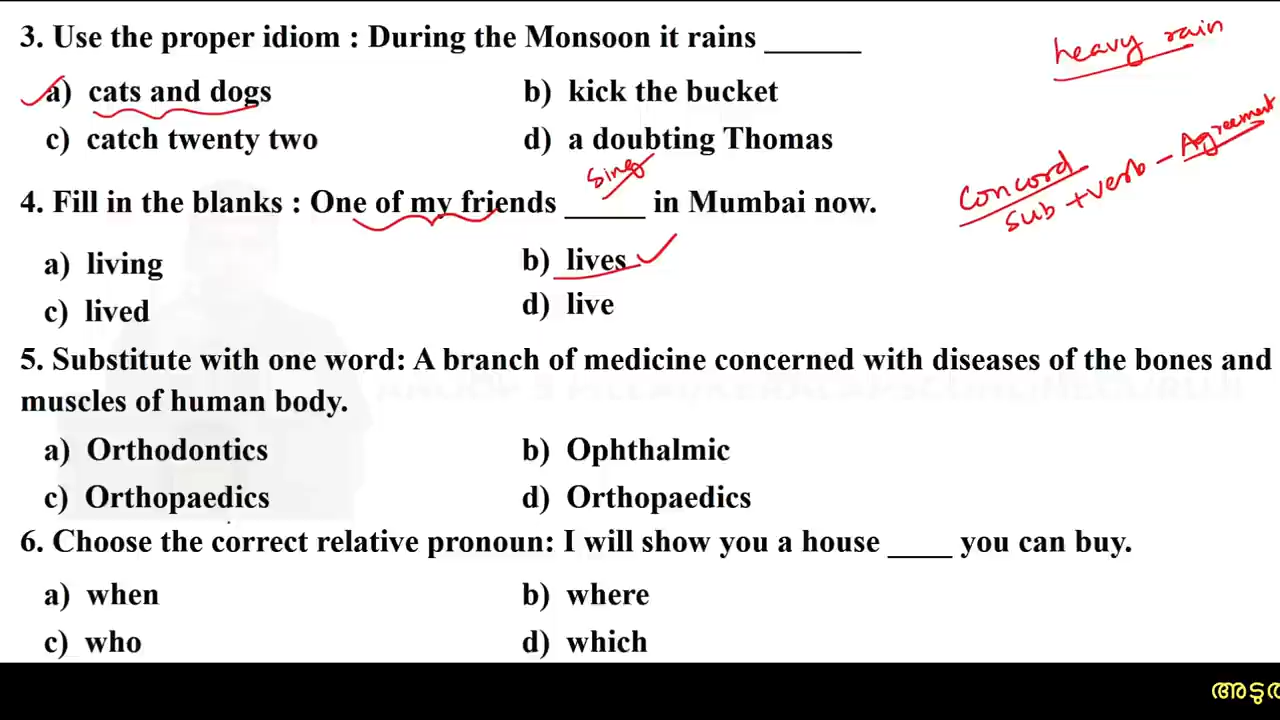 3. Use the proper idiom : During the Monsoon it rains ______
heavy rain
a) cats and dogs b) kick the bucket
c) catch twenty two d) a doubting Thomas
Sing
Concord
Sub + verb - Agreement
4. Fill in the blanks : One of my friends _____ in Mumbai now.
a) living b) lives
c) lived d) live
5. Substitute with one word: A branch of medicine concerned with diseases of the bones and
muscles of human body.
a) Orthodontics b) Ophthalmic
c) Orthopaedics d) Orthopaedics
6. Choose the correct relative pronoun: I will show you a house ____ you can buy.
a) when b) where
c) who d) which